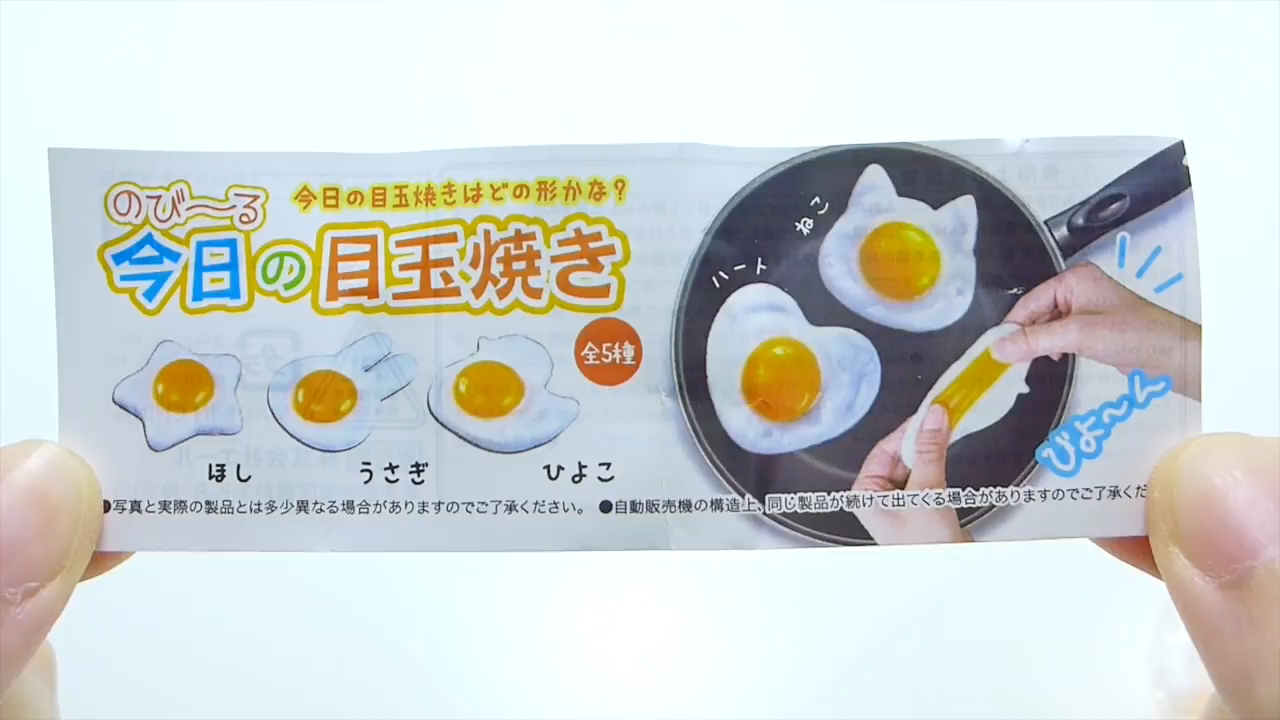 のび〜る
今日の目玉焼きはどの形かな？
今日の目玉焼き
全5種
ほし
うさぎ
ひよこ
ハート
ねこ
びよ〜ん
●写真と実際の製品とは多少異なる場合がありますのでご了承ください。 ●自動販売機の構造上、同じ製品が続けて出てくる場合がありますのでご了承くだ